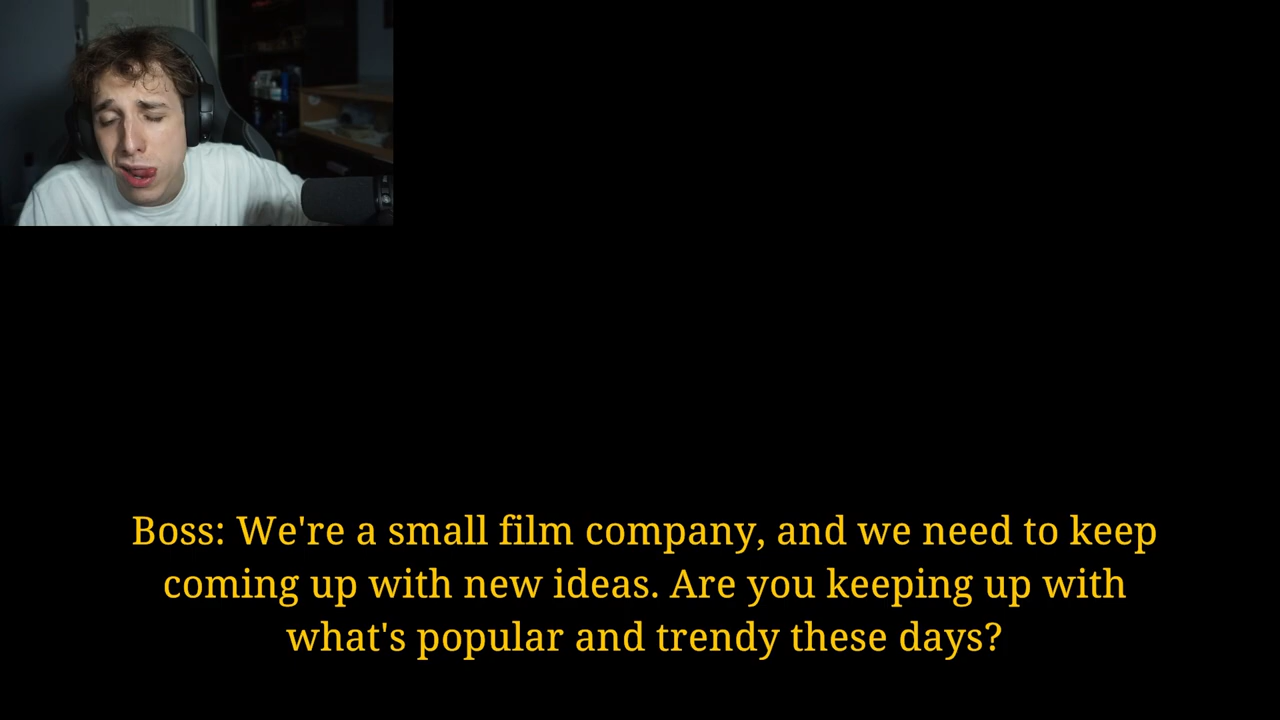 Boss: We're a small film company, and we need to keep
coming up with new ideas. Are you keeping up with
what's popular and trendy these days?